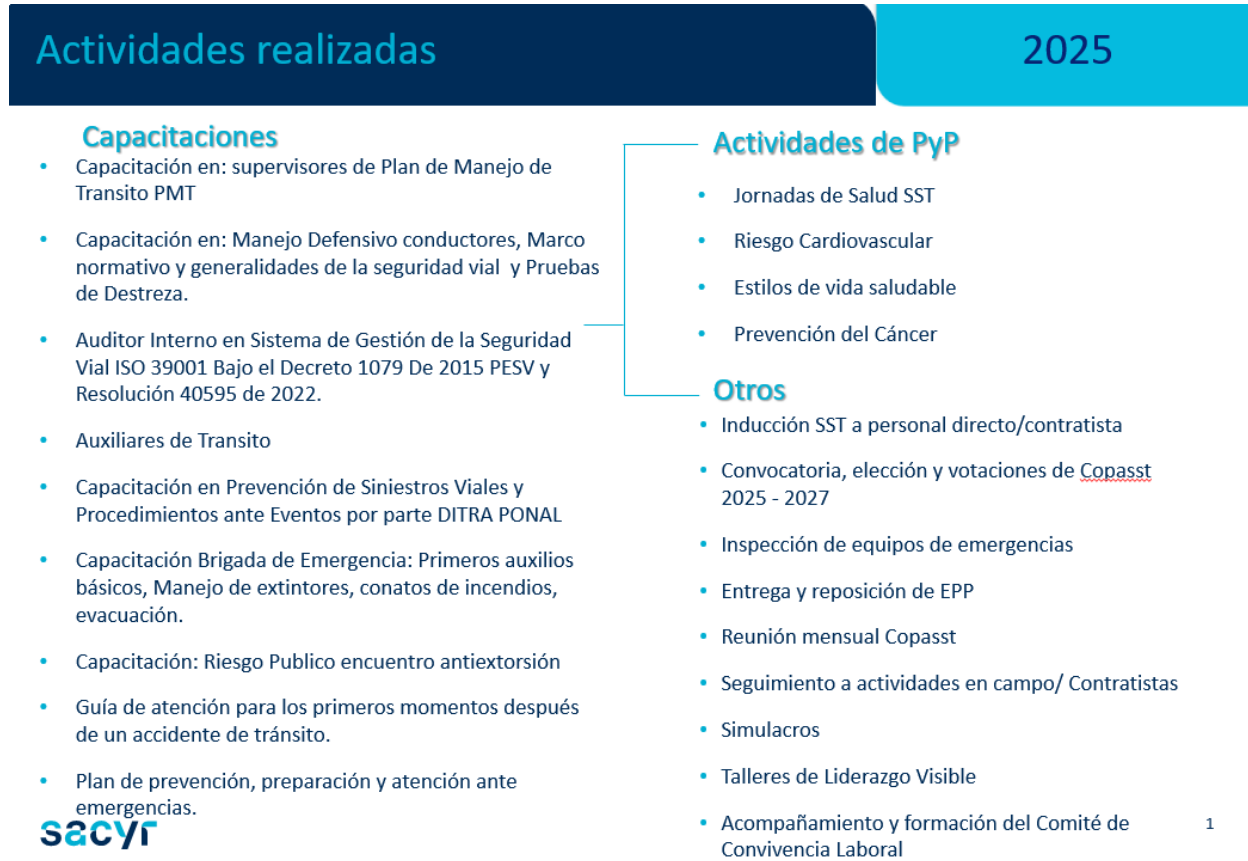 Actividades realizadas
2025
Capacitaciones
• Capacitación en: supervisores de Plan de Manejo de
Transito PMT
• Capacitación en: Manejo Defensivo conductores, Marco
normativo y generalidades de la seguridad vial y Pruebas
de Destreza.
• Auditor Interno en Sistema de Gestión de la Seguridad
Vial ISO 39001 Bajo el Decreto 1079 De 2015 PESV y
Resolución 40595 de 2022.
• Auxiliares de Transito
• Capacitación en Prevención de Siniestros Viales y
Procedimientos ante Eventos por parte DITRA PONAL
• Capacitación Brigada de Emergencia: Primeros auxilios
básicos, Manejo de extintores, conatos de incendios,
evacuación.
• Capacitación: Riesgo Publico encuentro antiextorsión
• Guía de atención para los primeros momentos después
de un accidente de tránsito.
• Plan de prevención, preparación y atención ante
emergencias.
Actividades de PyP
• Jornadas de Salud SST
• Riesgo Cardiovascular
• Estilos de vida saludable
• Prevención del Cáncer
Otros
• Inducción SST a personal directo/contratista
• Convocatoria, elección y votaciones de Copasst
2025 - 2027
• Inspección de equipos de emergencias
• Entrega y reposición de EPP
• Reunión mensual Copasst
• Seguimiento a actividades en campo/ Contratistas
• Simulacros
• Talleres de Liderazgo Visible
• Acompañamiento y formación del Comité de
Convivencia Laboral
sacyr
1